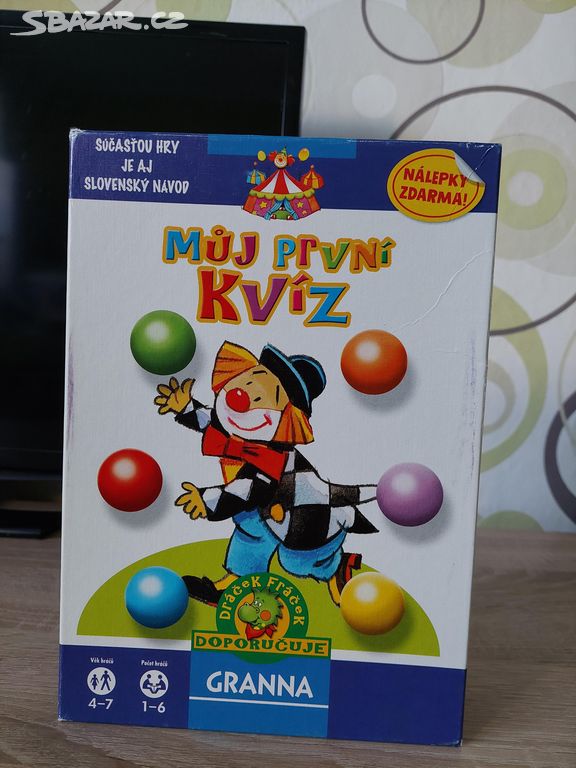 SBAZAR.CZ
SÚČASŤOU HRY
JE AJ
SLOVENSKÝ NÁVOD
NÁLEPKY
ZDARMA!
MŮJ PRVNÍ
KVÍZ
Dráček Fráček
DOPORUČUJE
GRANNA
Věk hráčů
4–7
Počet hráčů
1–6